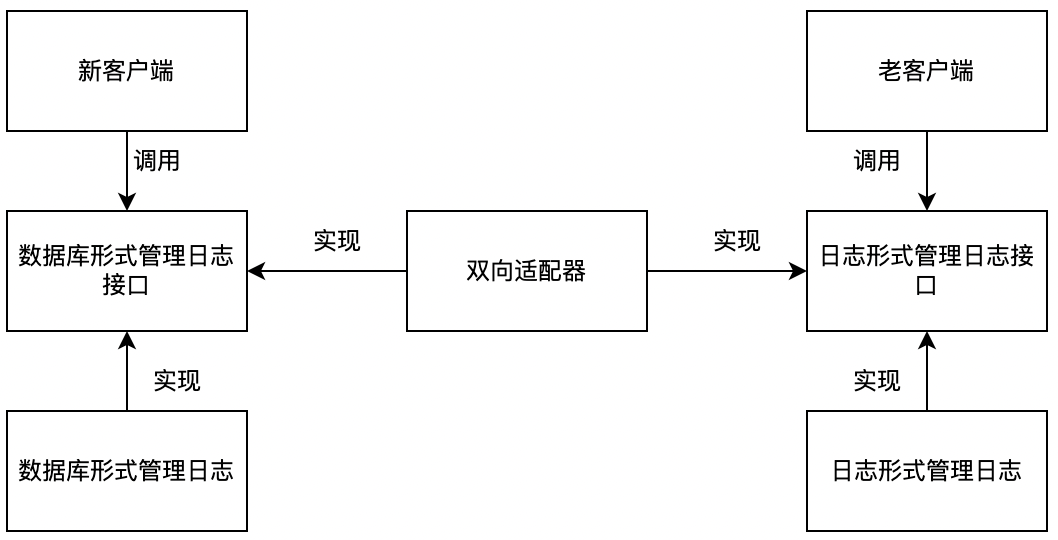 新客户端
老客户端
调用
调用
数据库形式管理日志
接口
实现
双向适配器
实现
日志形式管理日志接
口
实现
实现
数据库形式管理日志
日志形式管理日志